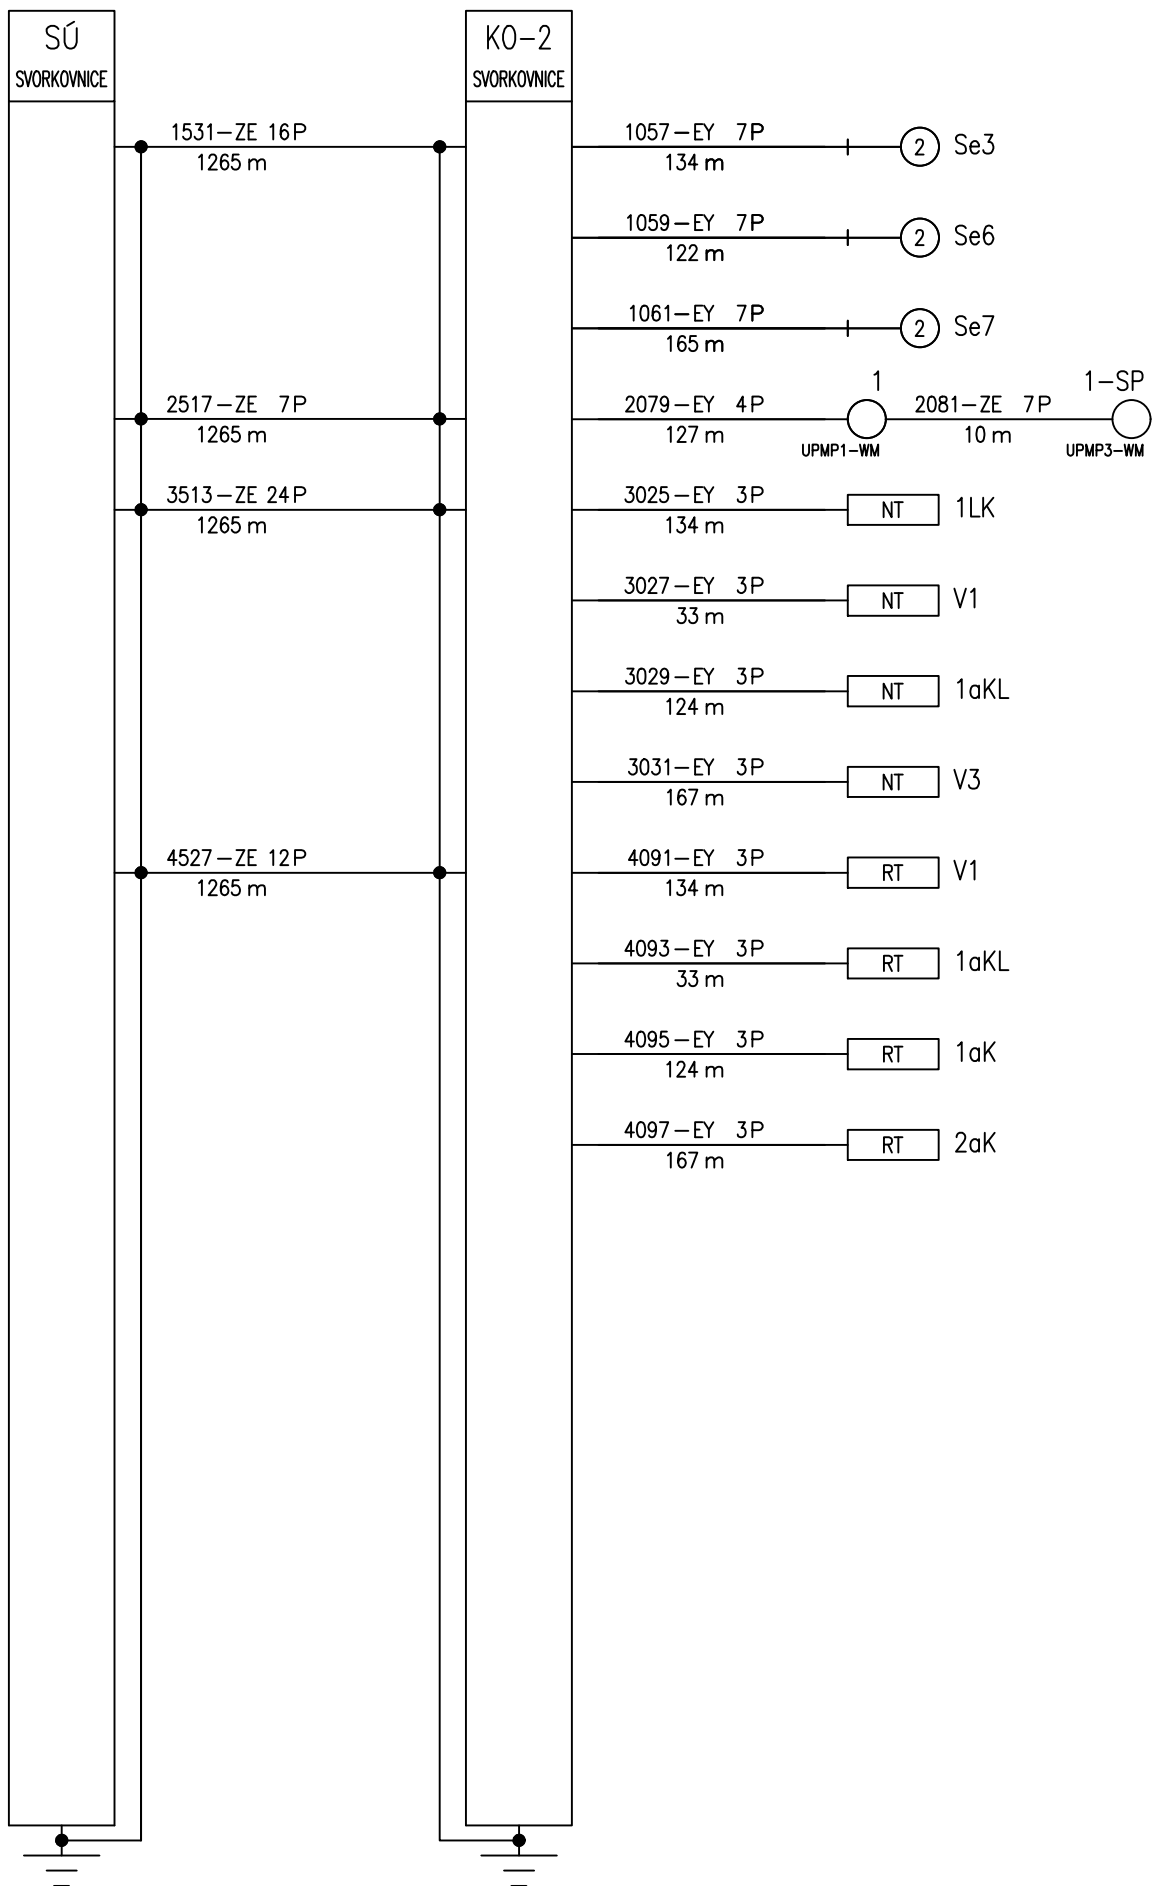 SÚ
SVORKOVNICE
KO-2
SVORKOVNICE
1531-ZE 16P
1265 m
1057-EY 7P
134 m
2
Se3
1059-EY 7P
122 m
2
Se6
1061-EY 7P
165 m
2
Se7
2517-ZE 7P
1265 m
2079-EY 4P
127 m
1
UPMP1-WM
2081-ZE 7P
10 m
1-SP
UPMP3-WM
3513-ZE 24P
1265 m
3025-EY 3P
134 m
NT
1LK
3027-EY 3P
33 m
NT
V1
3029-EY 3P
124 m
NT
1aKL
3031-EY 3P
167 m
NT
V3
4527-ZE 12P
1265 m
4091-EY 3P
134 m
RT
V1
4093-EY 3P
33 m
RT
1aKL
4095-EY 3P
124 m
RT
1aK
4097-EY 3P
167 m
RT
2aK